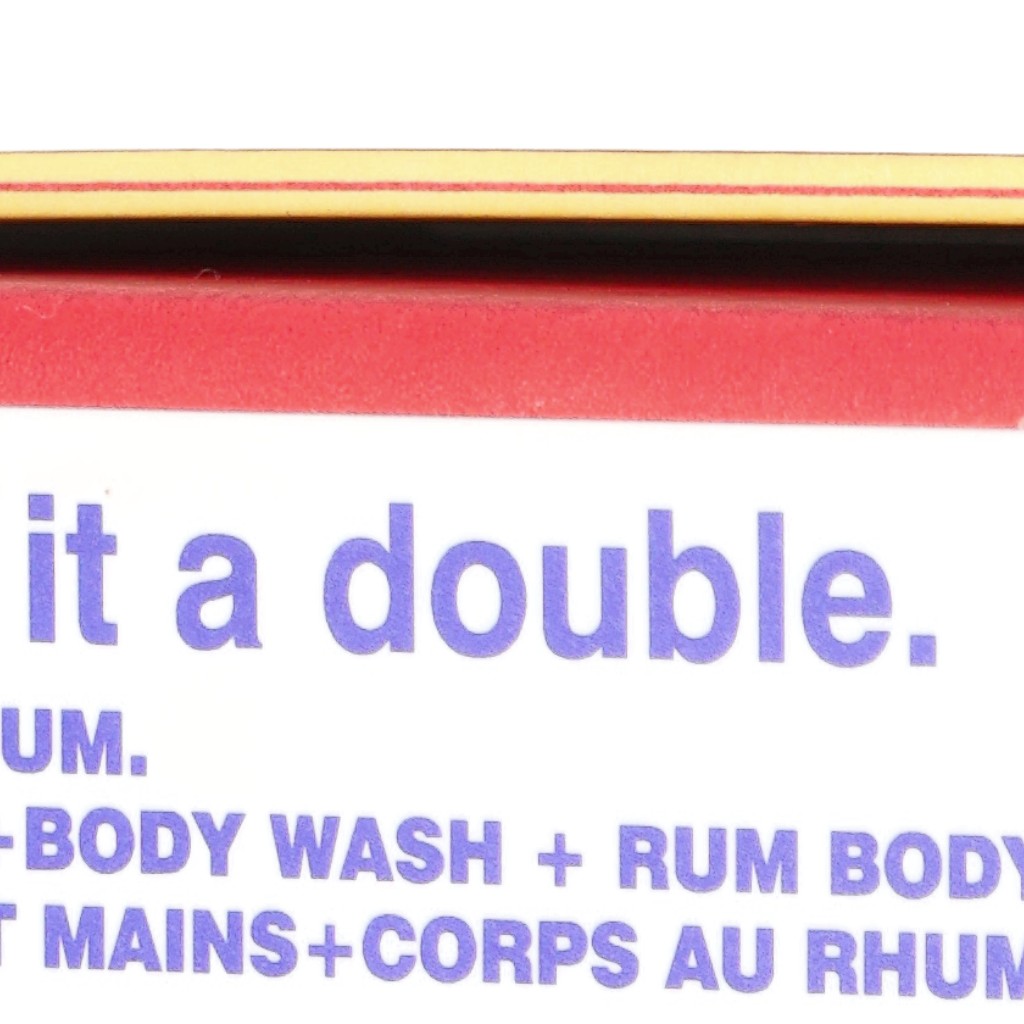 it a double.
UM.
+BODY WASH + RUM BODY
T MAINS+CORPS AU RHUM